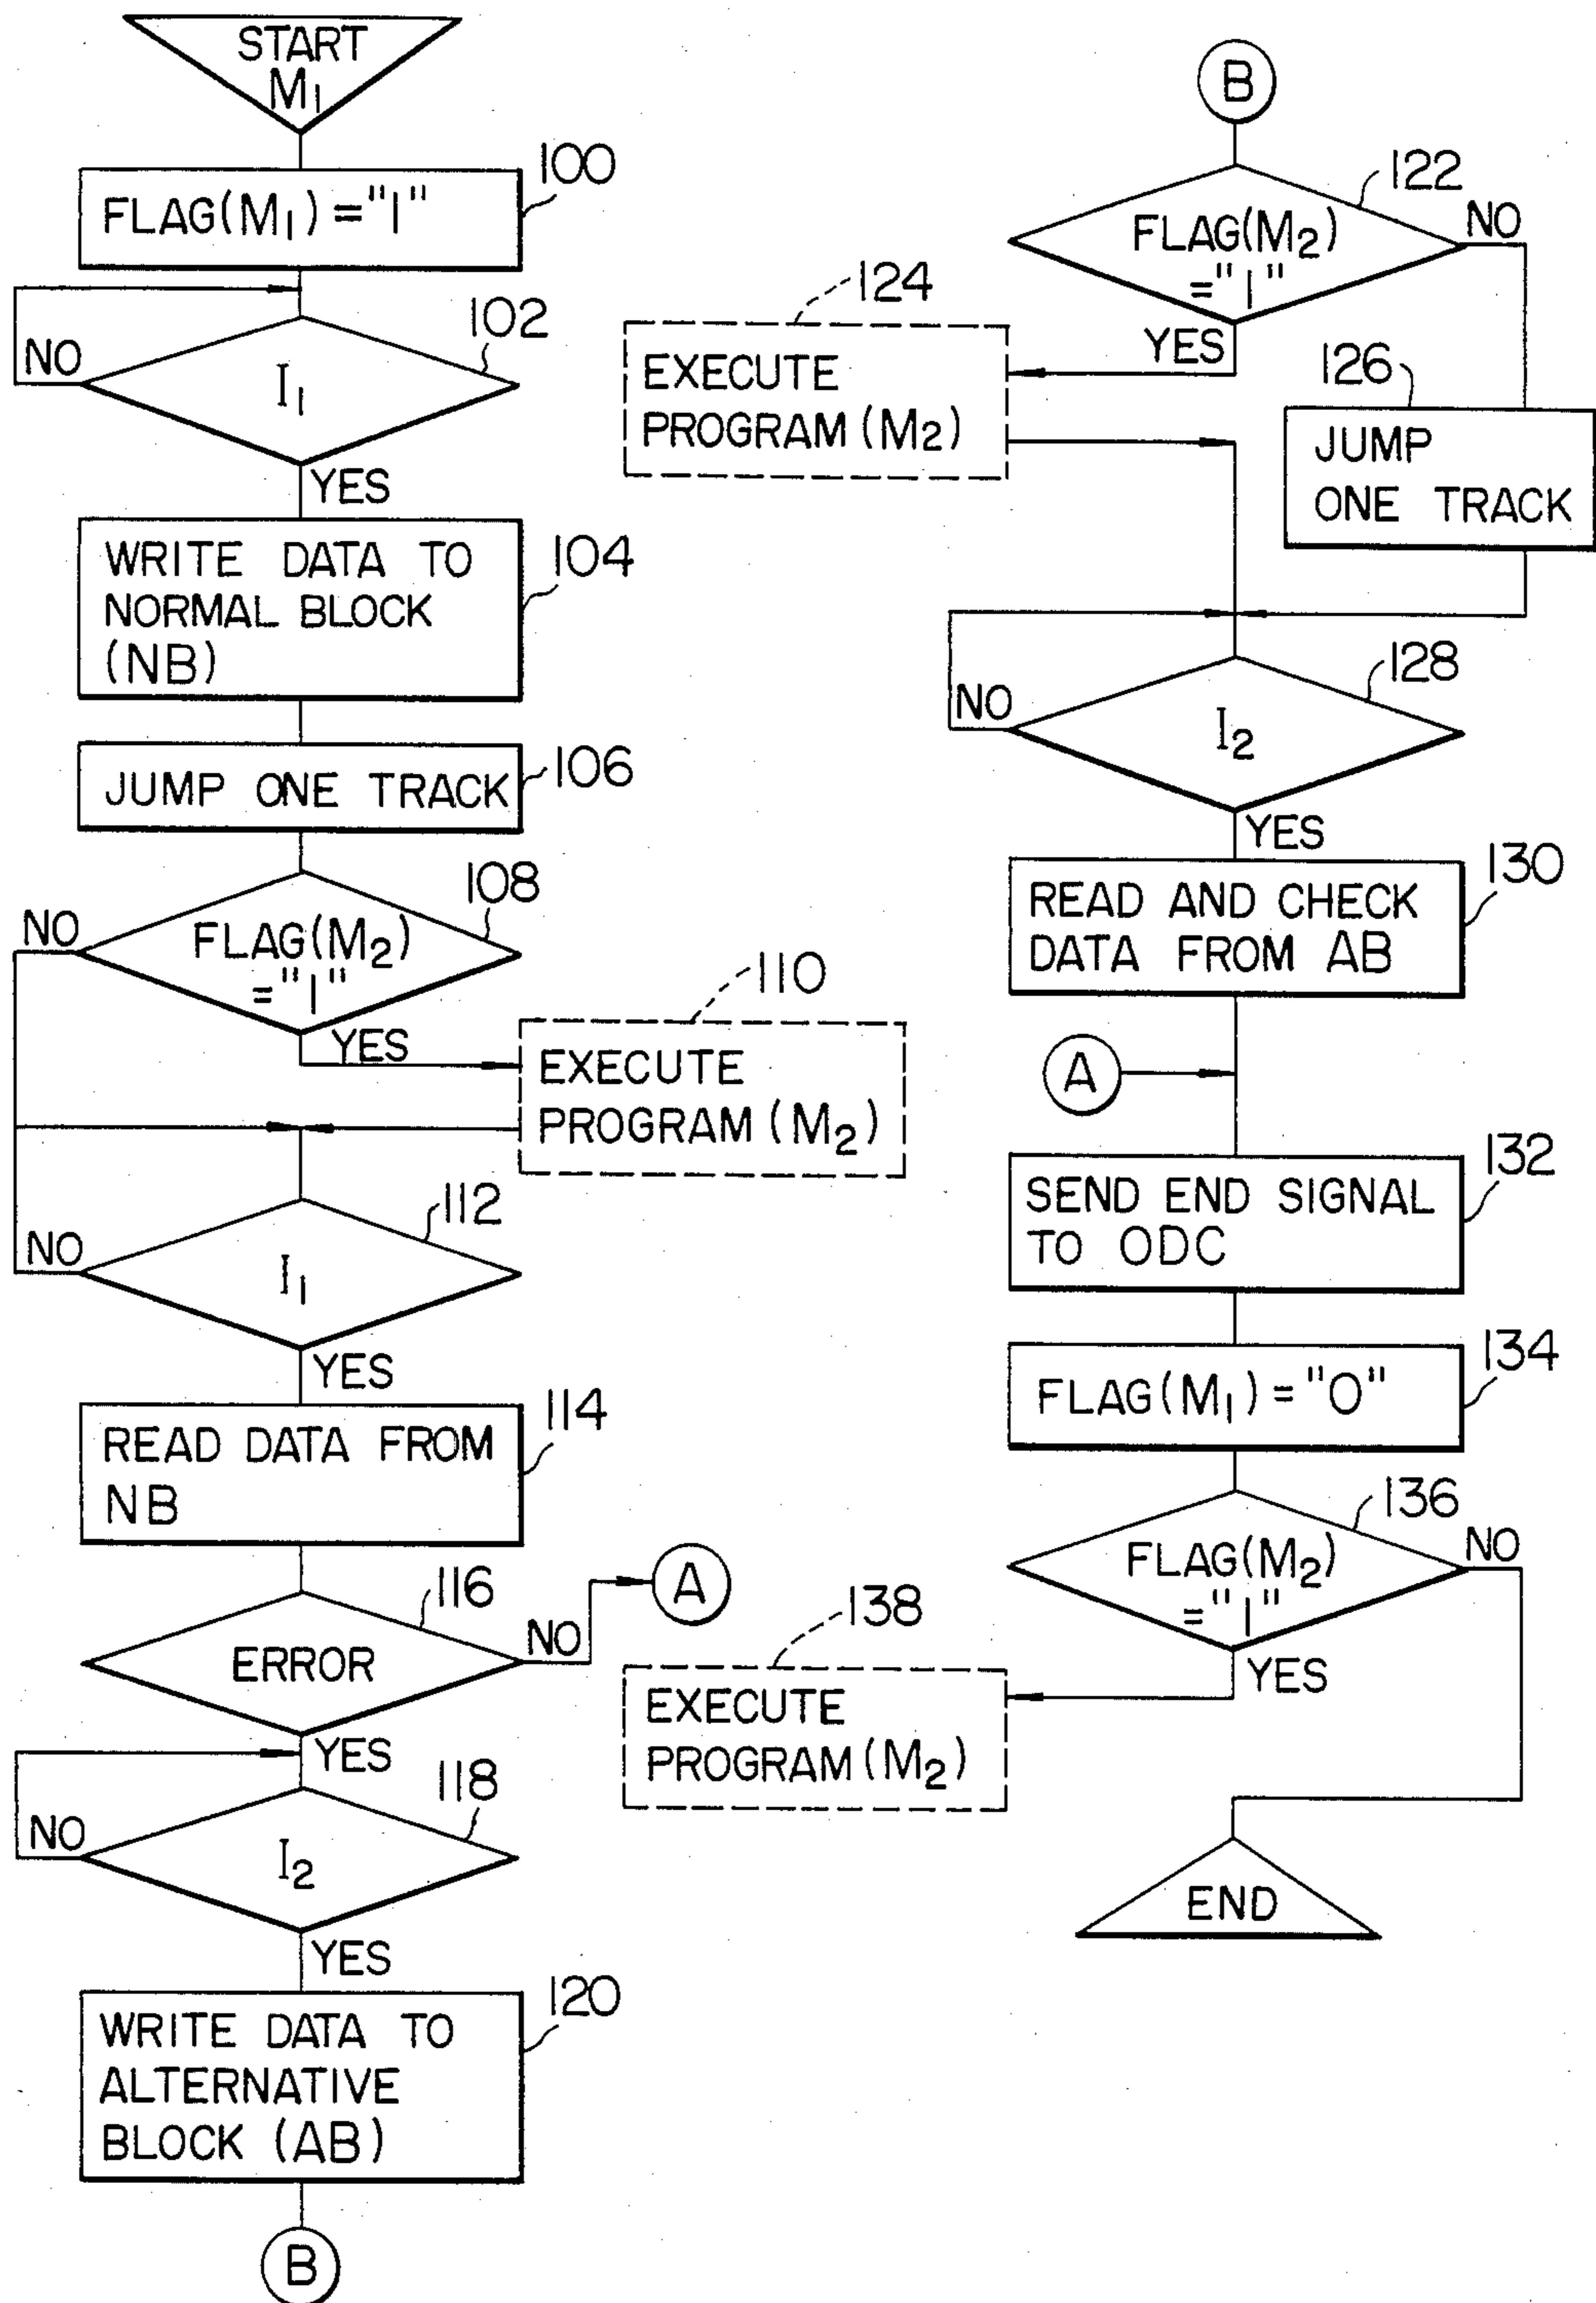 START
M₁
100
FLAG(M₁)="1"
102
NO
I₁
YES
WRITE DATA TO
NORMAL BLOCK
(NB)
104
JUMP ONE TRACK
106
108
NO
FLAG(M₂)
="1"
YES
110
EXECUTE
PROGRAM(M₂)
112
NO
I₁
YES
READ DATA FROM
NB
114
116
ERROR
NO
A
YES
118
NO
I₂
YES
WRITE DATA TO
ALTERNATIVE
BLOCK (AB)
120
B
B
122
FLAG(M₂)
="1"
NO
YES
124
EXECUTE
PROGRAM(M₂)
126
JUMP
ONE TRACK
128
NO
I₂
YES
READ AND CHECK
DATA FROM AB
130
A
SEND END SIGNAL
TO ODC
132
FLAG(M₁)="0"
134
136
FLAG(M₂)
="1"
NO
YES
138
EXECUTE
PROGRAM(M₂)
END